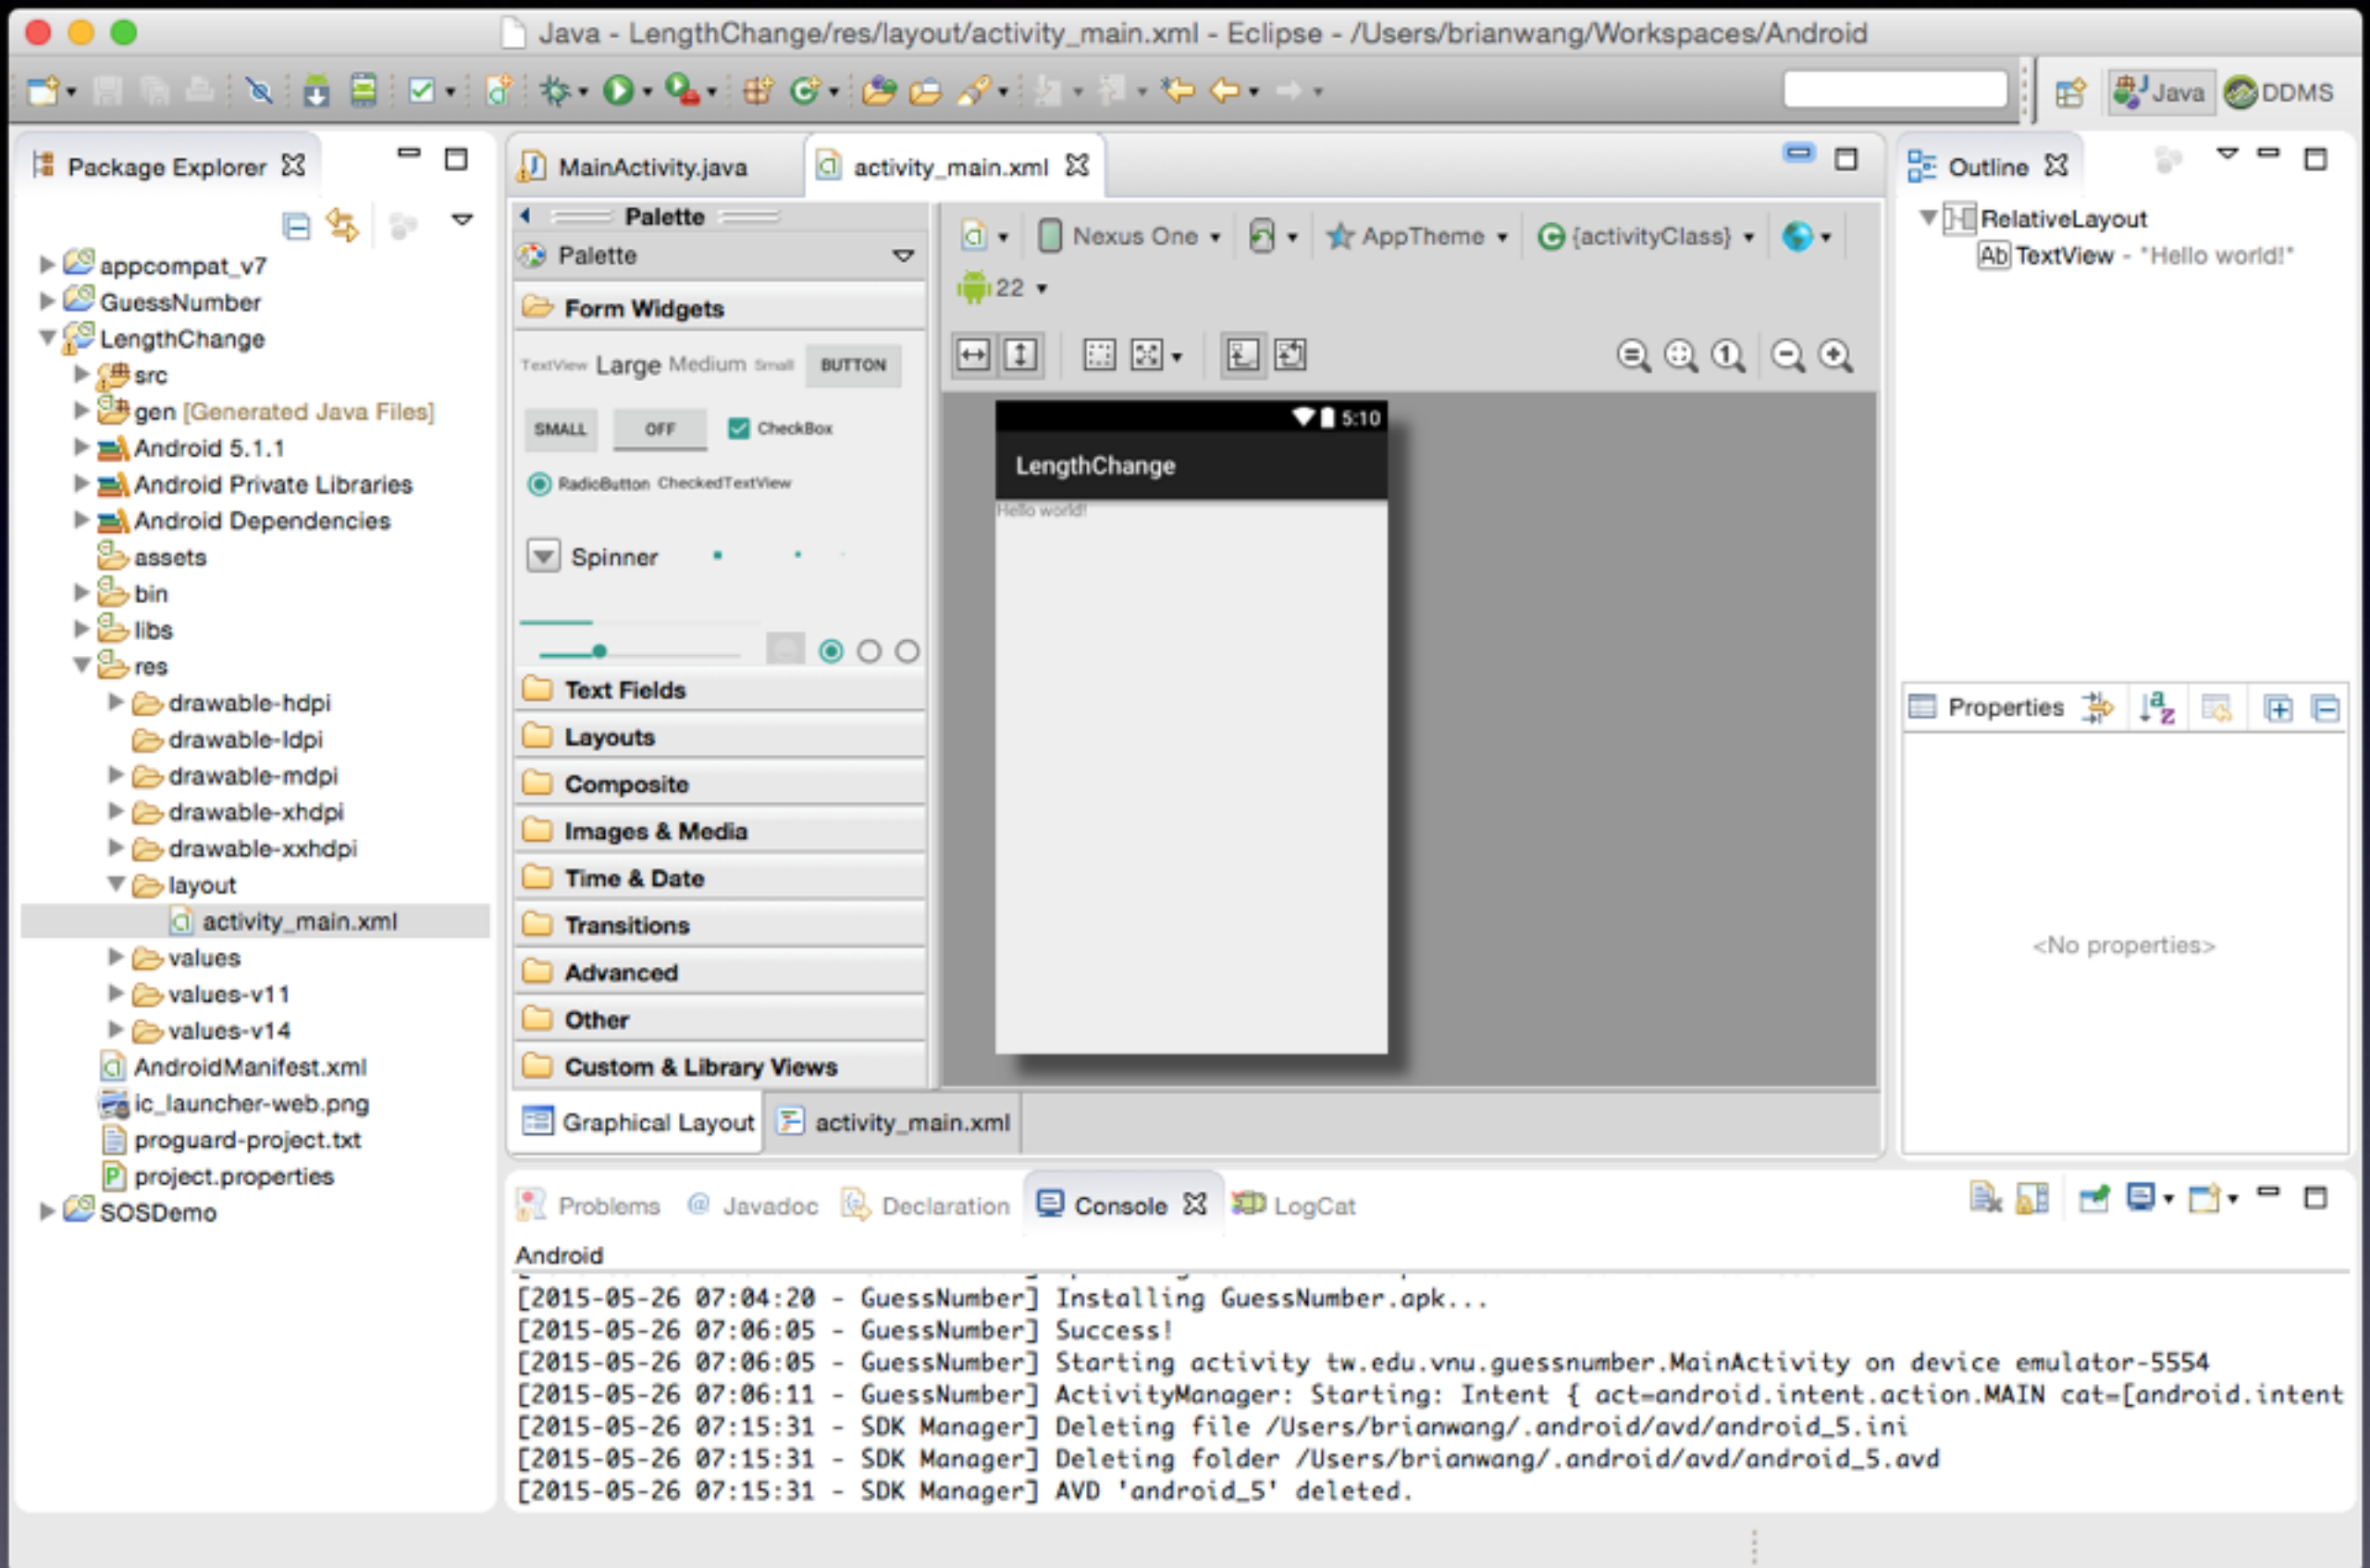 Java - LengthChange/res/layout/activity_main.xml - Eclipse - /Users/brianwang/Workspaces/Android
Java
DDMS
Package Explorer
appcompat_v7
GuessNumber
LengthChange
src
gen [Generated Java Files]
Android 5.1.1
Android Private Libraries
Android Dependencies
assets
bin
libs
res
drawable-hdpi
drawable-ldpi
drawable-mdpi
drawable-xhdpi
drawable-xxhdpi
layout
activity_main.xml
values
values-v11
values-v14
AndroidManifest.xml
ic_launcher-web.png
proguard-project.txt
project.properties
SOSDemo
MainActivity.java
activity_main.xml
Palette
Palette
Form Widgets
TextView Large Medium Small BUTTON
SMALL OFF CheckBox
RadioButton CheckedTextView
Spinner
Text Fields
Layouts
Composite
Images & Media
Time & Date
Transitions
Advanced
Other
Custom & Library Views
Nexus One AppTheme {activityClass}
22
5:10
LengthChange
Hello world!
Graphical Layout
activity_main.xml
Outline
RelativeLayout
Ab TextView - "Hello world!"
Properties
<No properties>
Problems @ Javadoc Declaration Console LogCat
Android
[2015-05-26 07:04:20 - GuessNumber] Installing GuessNumber.apk...
[2015-05-26 07:06:05 - GuessNumber] Success!
[2015-05-26 07:06:05 - GuessNumber] Starting activity tw.edu.vnu.guessnumber.MainActivity on device emulator-5554
[2015-05-26 07:06:11 - GuessNumber] ActivityManager: Starting: Intent { act=android.intent.action.MAIN cat=[android.intent
[2015-05-26 07:15:31 - SDK Manager] Deleting file /Users/brianwang/.android/avd/android_5.ini
[2015-05-26 07:15:31 - SDK Manager] Deleting folder /Users/brianwang/.android/avd/android_5.avd
[2015-05-26 07:15:31 - SDK Manager] AVD 'android_5' deleted.